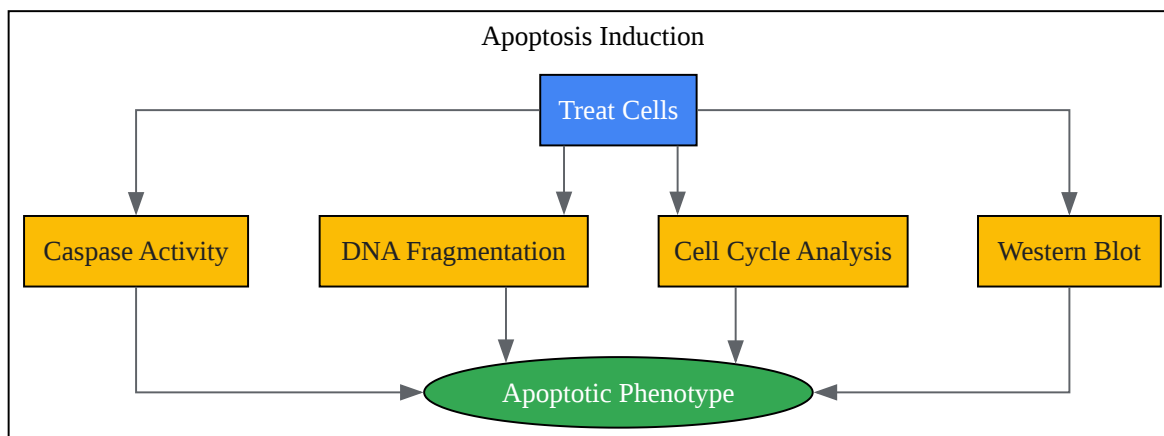 Apoptosis Induction
Treat Cells
Caspase Activity
DNA Fragmentation
Cell Cycle Analysis
Western Blot
Apoptotic Phenotype